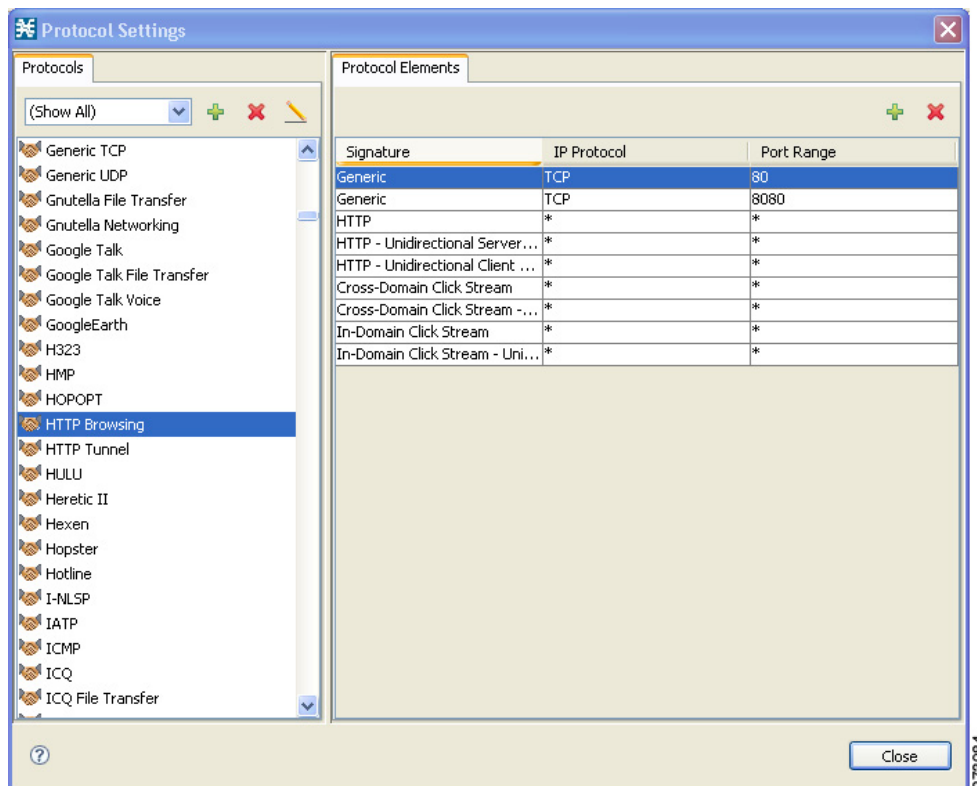 Protocol Settings
Protocols
(Show All)
Generic TCP
Generic UDP
Gnutella File Transfer
Gnutella Networking
Google Talk
Google Talk File Transfer
Google Talk Voice
GoogleEarth
H323
HMP
HOPOPT
HTTP Browsing
HTTP Tunnel
HULU
Heretic II
Hexen
Hopster
Hotline
I-NLSP
IATP
ICMP
ICQ
ICQ File Transfer
Protocol Elements
Signature IP Protocol Port Range
Generic TCP 80
Generic TCP 8080
HTTP * *
HTTP - Unidirectional Server... * *
HTTP - Unidirectional Client ... * *
Cross-Domain Click Stream * *
Cross-Domain Click Stream -... * *
In-Domain Click Stream * *
In-Domain Click Stream - Uni... * *
? Close